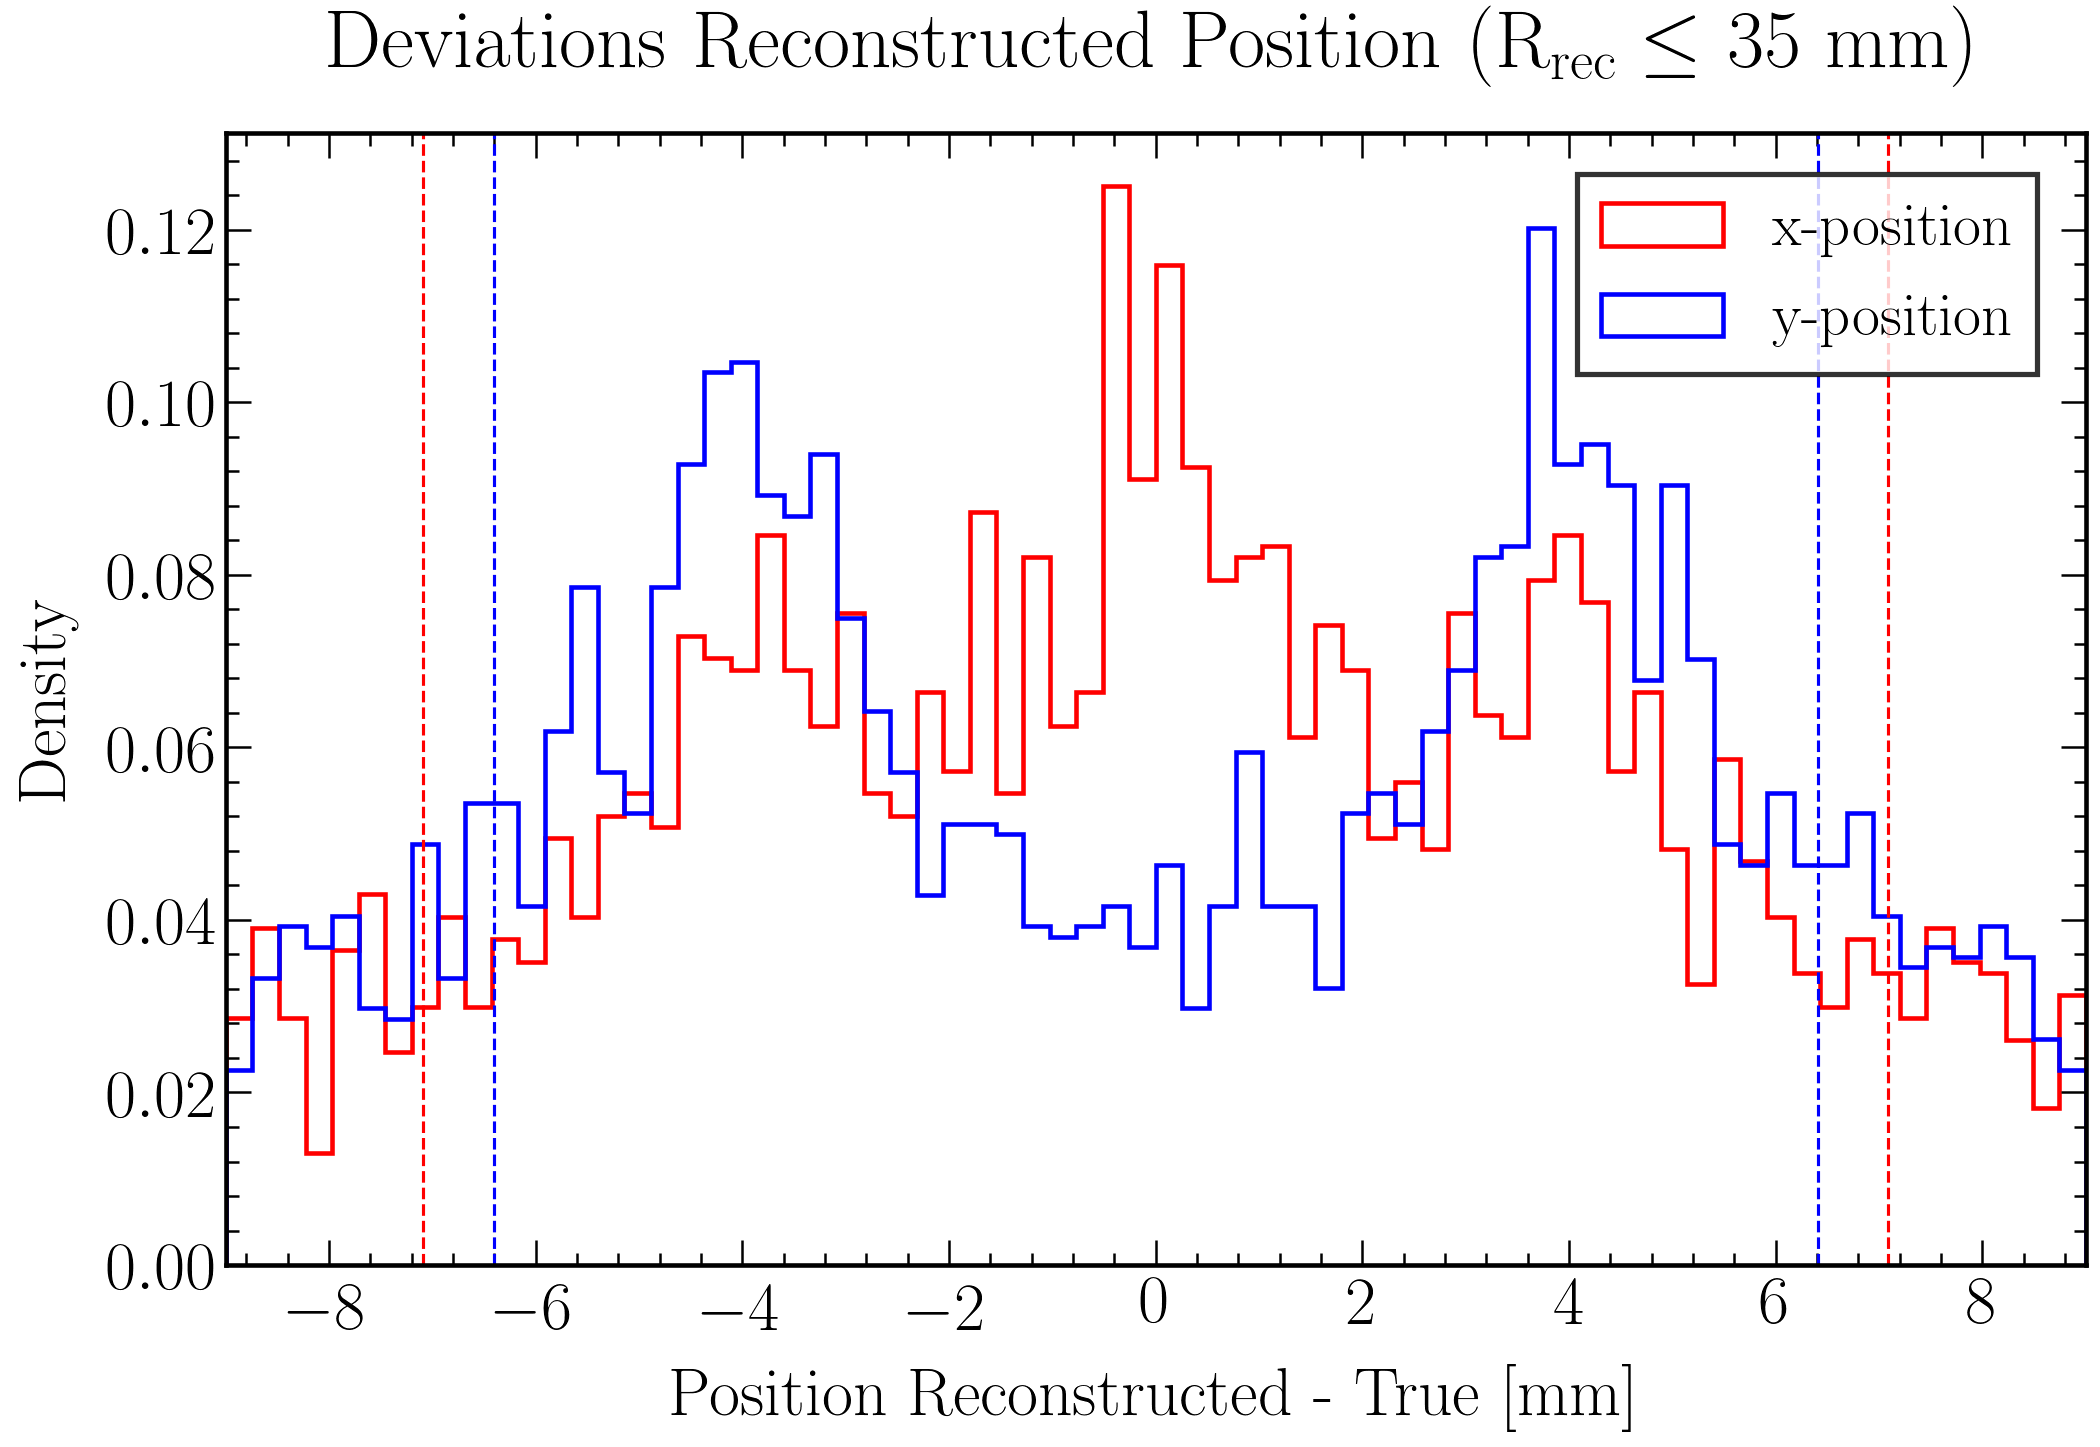 Deviations Reconstructed Position (R_rec ≤ 35 mm)
x-position
y-position
0.12
0.10
0.08
0.06
0.04
0.02
0.00
Density
−8 −6 −4 −2 0 2 4 6 8
Position Reconstructed - True [mm]